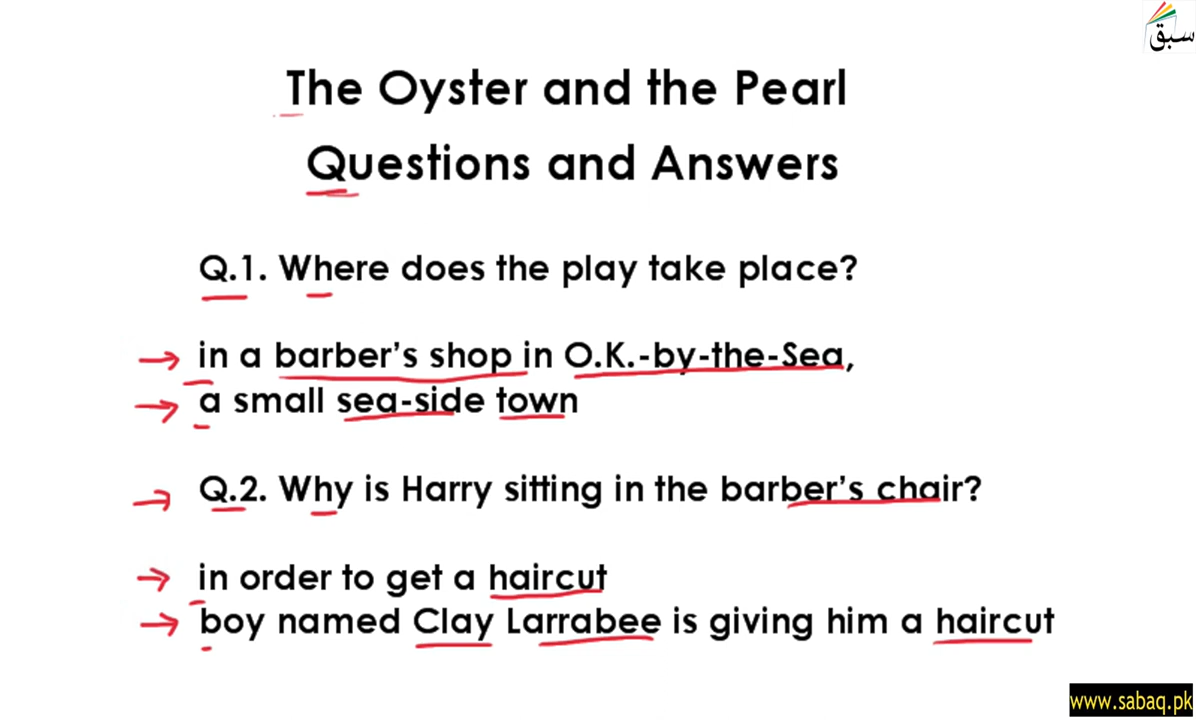 سبق
The Oyster and the Pearl
Questions and Answers
Q.1. Where does the play take place?
in a barber's shop in O.K.-by-the-Sea,
a small sea-side town
Q.2. Why is Harry sitting in the barber's chair?
in order to get a haircut
boy named Clay Larrabee is giving him a haircut
www.sabaq.pk